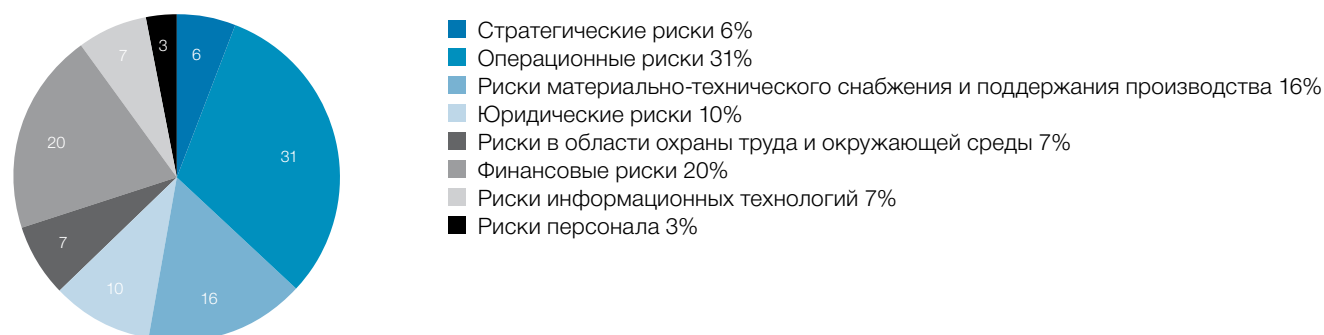 3
6
7
31
20
7
10
16
Стратегические риски 6%
Операционные риски 31%
Риски материально-технического снабжения и поддержания производства 16%
Юридические риски 10%
Риски в области охраны труда и окружающей среды 7%
Финансовые риски 20%
Риски информационных технологий 7%
Риски персонала 3%